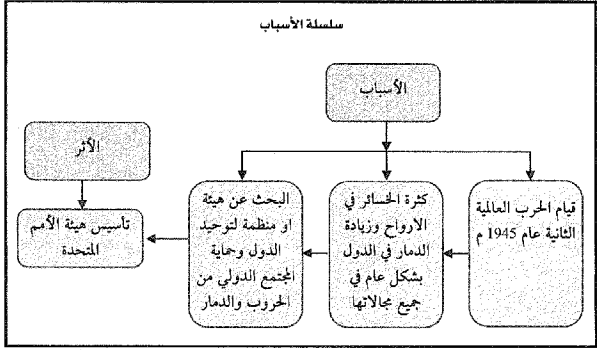 سلسلة الأسباب
الأسباب
الأثر
قيام الحرب العالمية
الثانية عام 1945 م
كثرة الخسائر في
الارواح وزيادة
الدمار في الدول
بشكل عام في
جميع مجالاتها
البحث عن هيئة
او منظمة لتوحيد
الدول وحماية
المجتمع الدولي من
الحروب والدمار
تأسيس هيئة الأمم
المتحدة